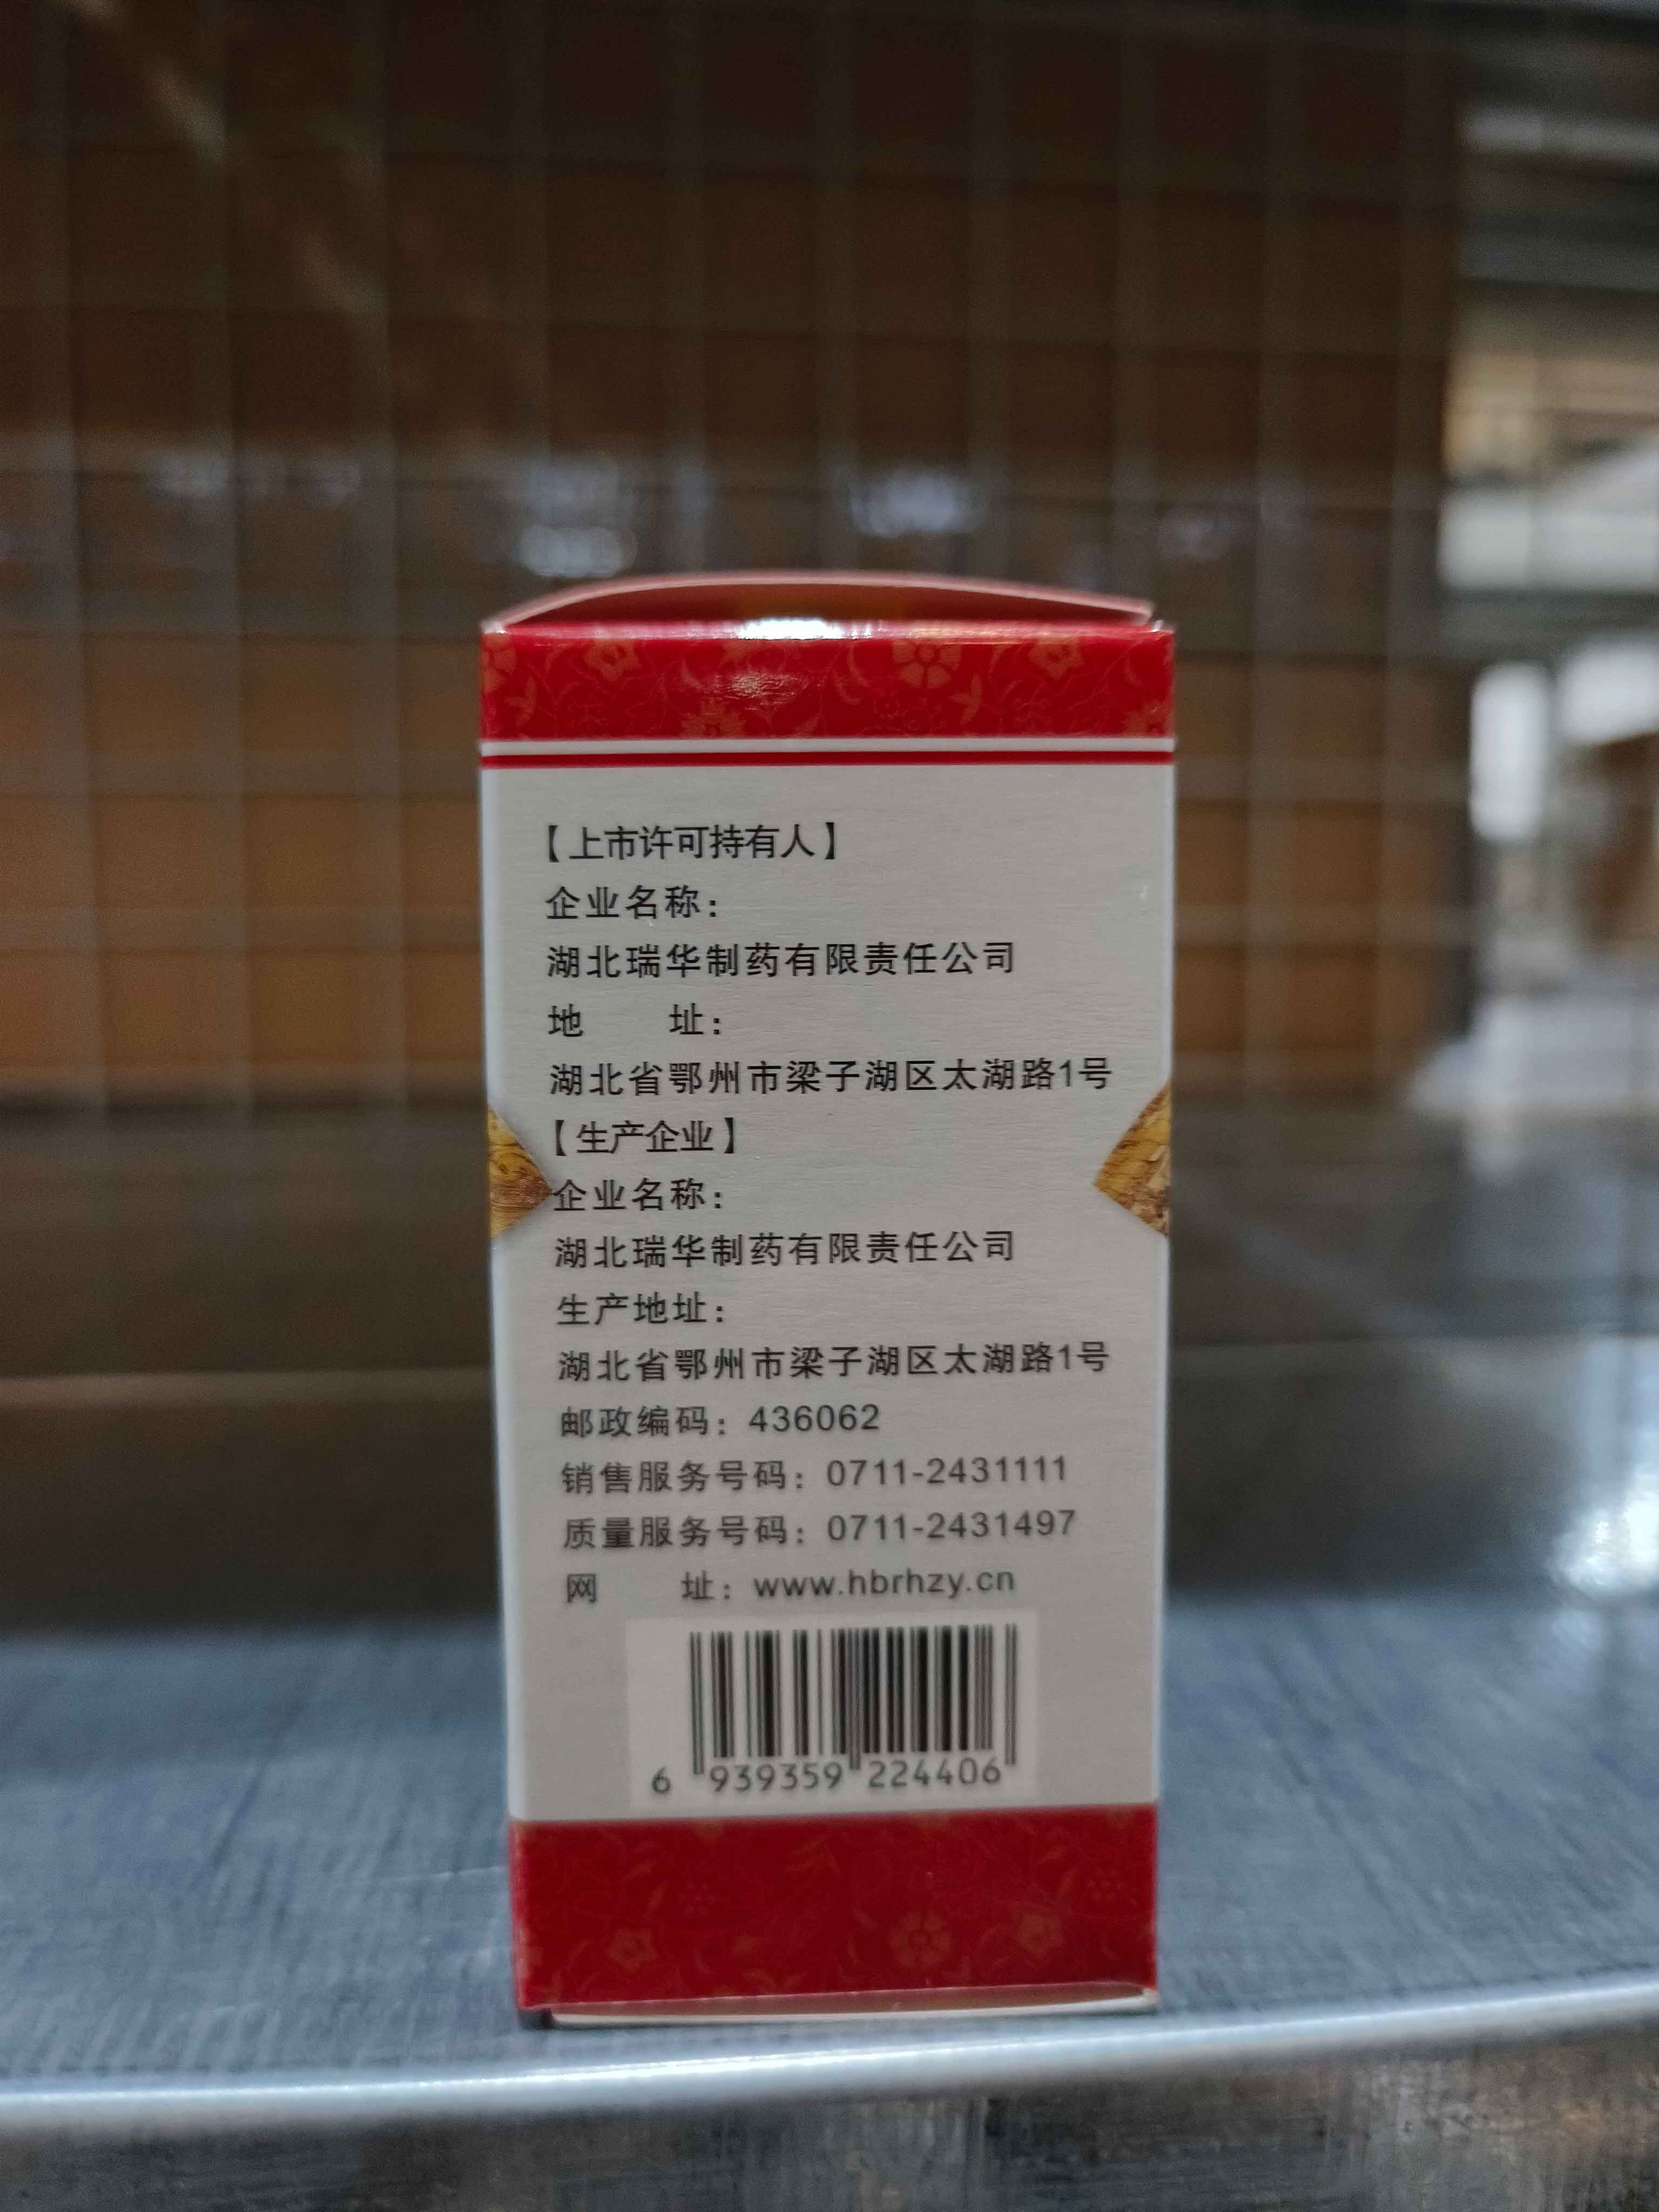 【上市许可持有人】
企业名称：
湖北瑞华制药有限责任公司
地 址：
湖北省鄂州市梁子湖区太湖路1号
【生产企业】
企业名称：
湖北瑞华制药有限责任公司
生产地址：
湖北省鄂州市梁子湖区太湖路1号
邮政编码：436062
销售服务号码：0711-2431111
质量服务号码：0711-2431497
网 址：www.hbrhzy.cn
6 939359 224406